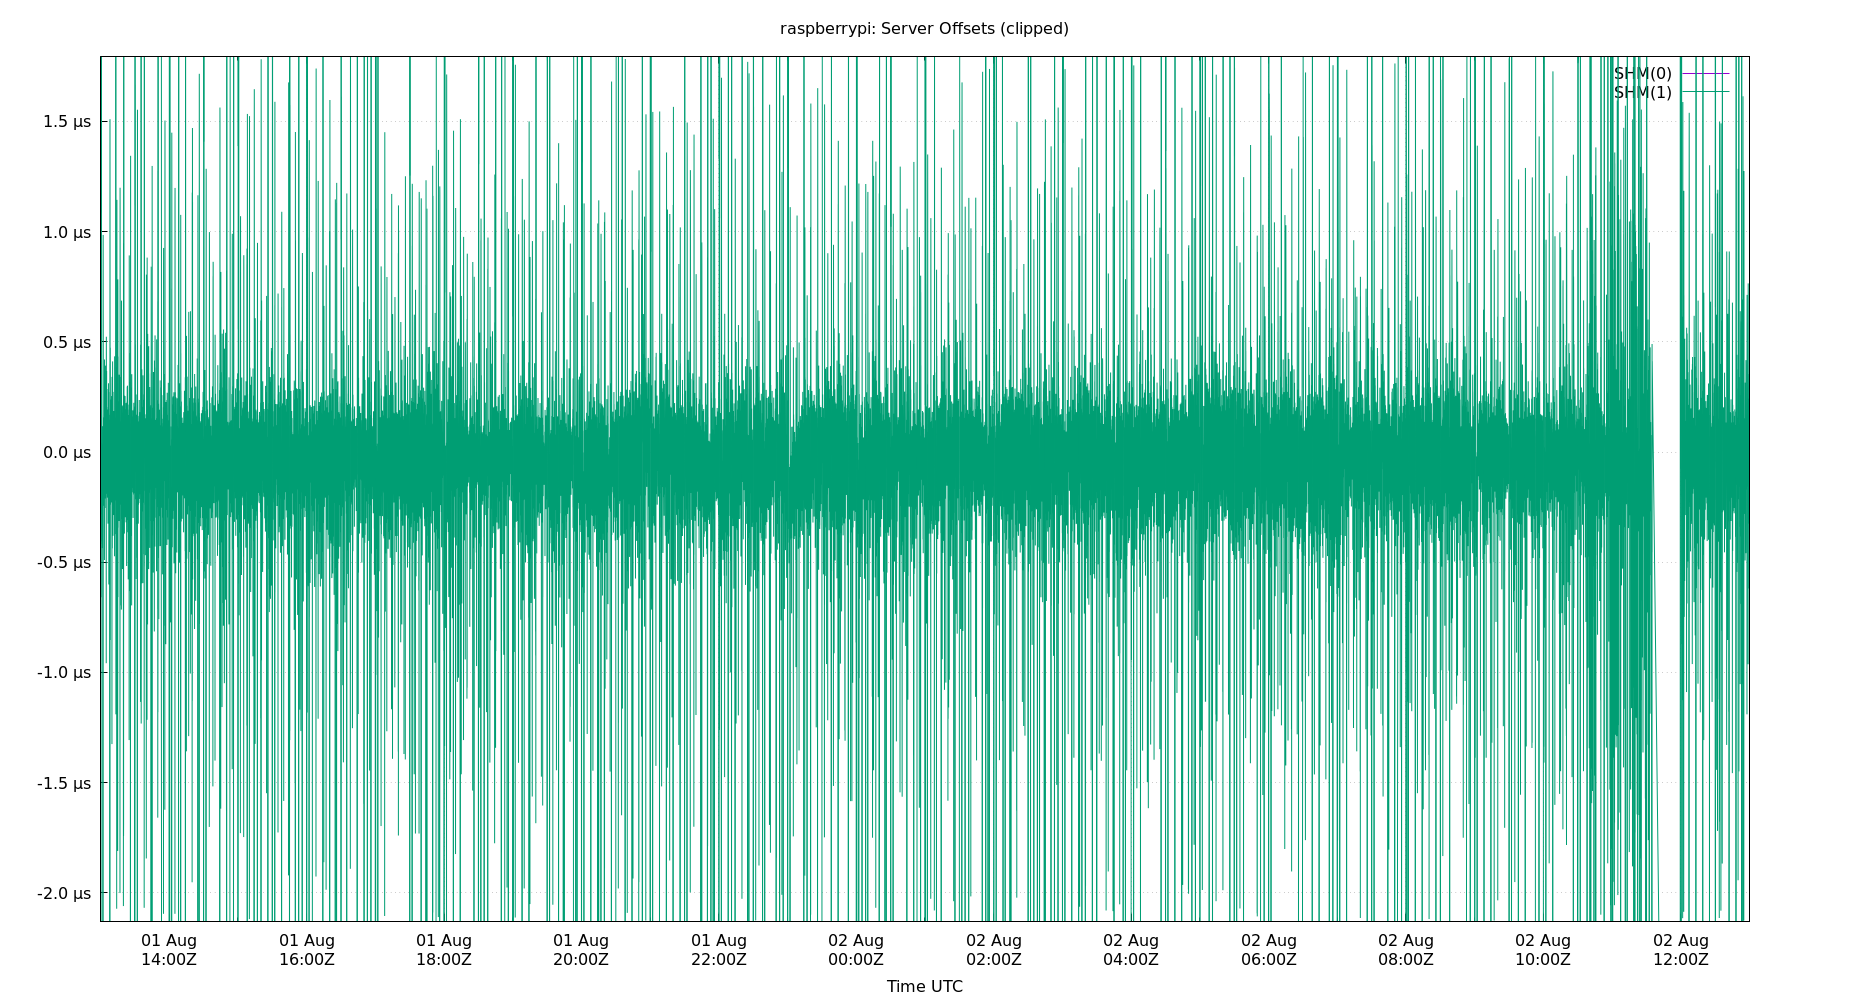 raspberrypi: Server Offsets (clipped)
SHM(0)
SHM(1)
1.5 µs
1.0 µs
0.5 µs
0.0 µs
-0.5 µs
-1.0 µs
-1.5 µs
-2.0 µs
01 Aug 01 Aug 01 Aug 01 Aug 01 Aug 02 Aug 02 Aug 02 Aug 02 Aug 02 Aug 02 Aug 02 Aug
14:00Z 16:00Z 18:00Z 20:00Z 22:00Z 00:00Z 02:00Z 04:00Z 06:00Z 08:00Z 10:00Z 12:00Z
Time UTC